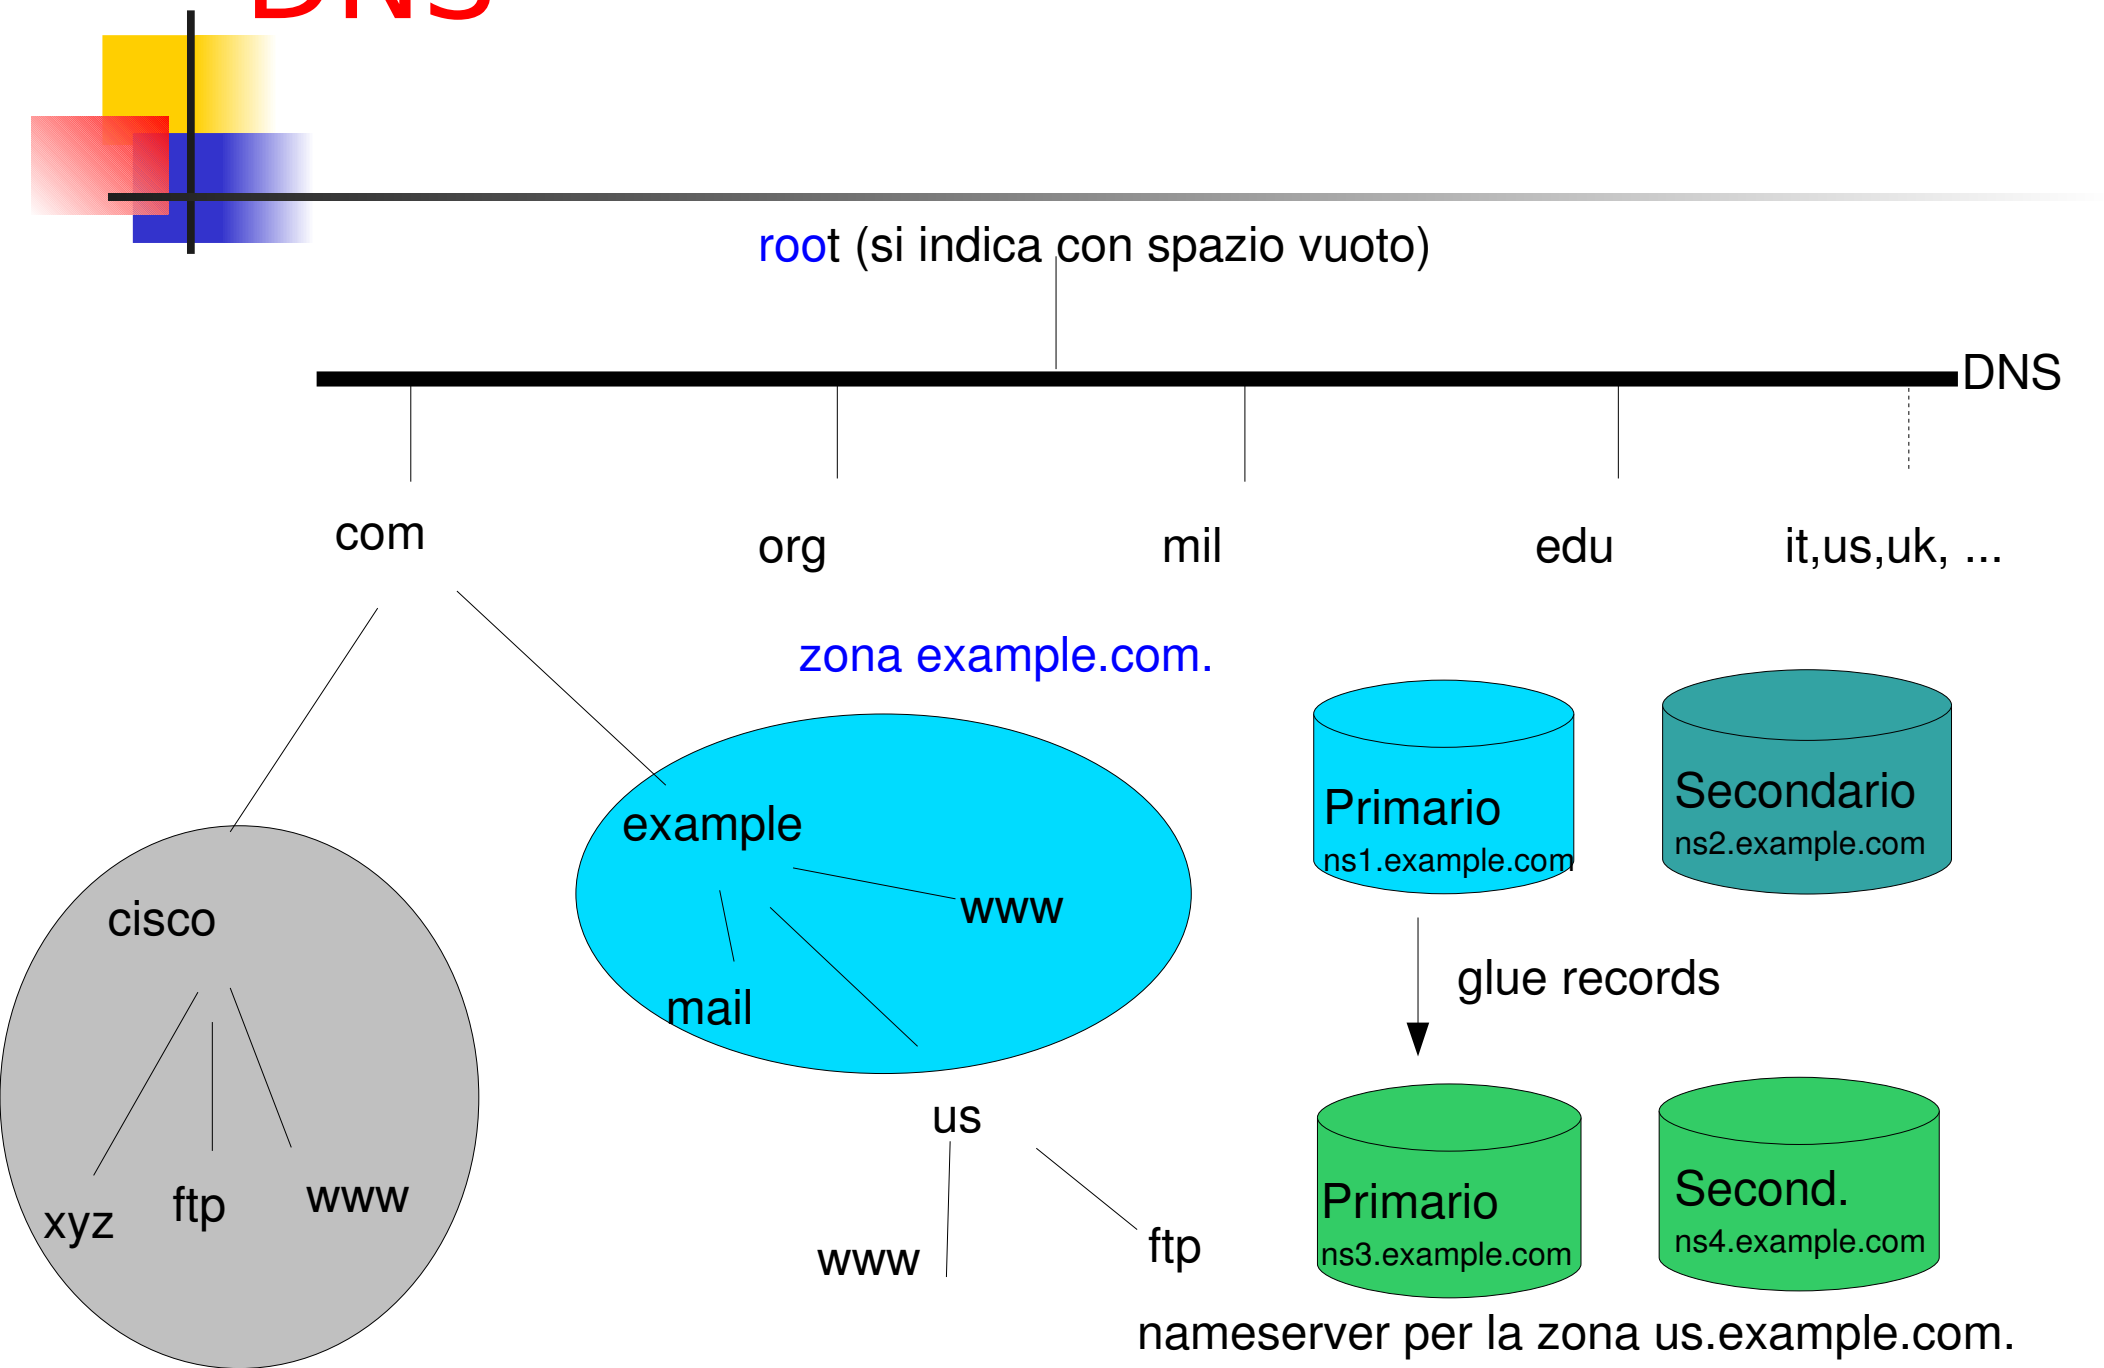 DNS
root (si indica con spazio vuoto)
DNS
com
org
mil
edu
it,us,uk, ...
zona example.com.
example
www
mail
us
www
ftp
cisco
xyz
ftp
www
Primario
ns1.example.com
Secondario
ns2.example.com
glue records
Primario
ns3.example.com
Second.
ns4.example.com
nameserver per la zona us.example.com.